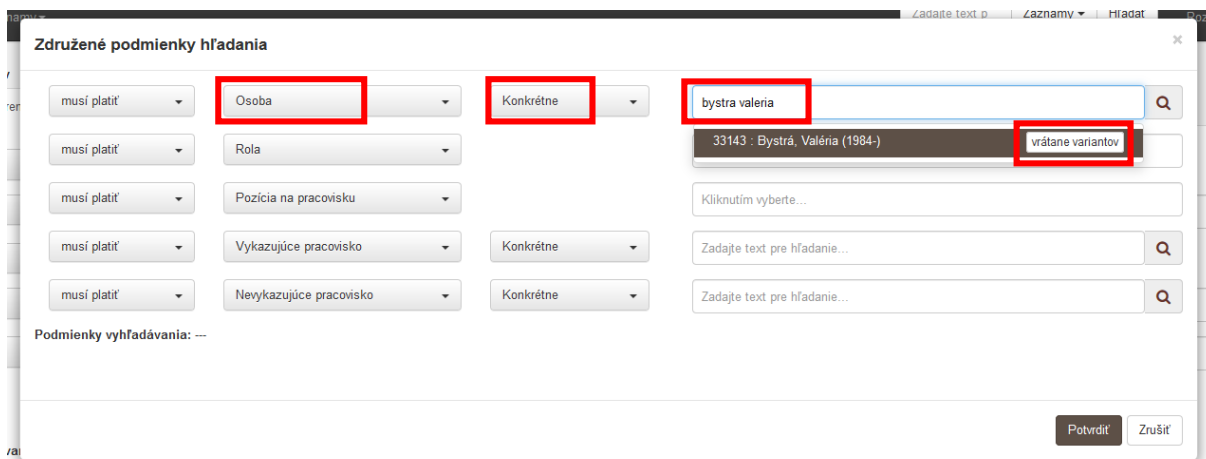 Zadajte text p Záznamy Hľadať
Združené podmienky hľadania ×
musí platiť Osoba Konkrétne bystra valeria
33143 : Bystrá, Valéria (1984-) vrátane variantov
musí platiť Rola
musí platiť Pozícia na pracovisku Kliknutím vyberte...
musí platiť Vykazujúce pracovisko Konkrétne Zadajte text pre hľadanie...
musí platiť Nevykazujúce pracovisko Konkrétne Zadajte text pre hľadanie...
Podmienky vyhľadávania: ---
Potvrdiť Zrušiť